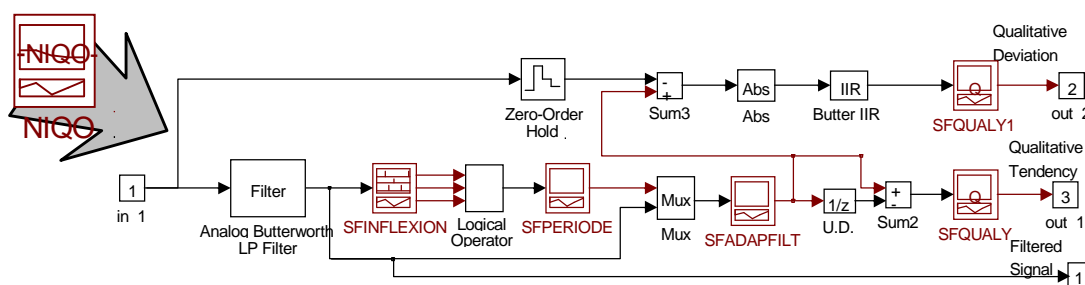 -NIQO-
NIQO
Qualitative
Deviation
-
+
Sum3
Zero-Order
Hold
Abs
Abs
IIR
Butter IIR
Q
SFQUALY1
2
out 2
1
in 1
Filter
Analog Butterworth
LP Filter
SFINFLEXION
Logical
Operator
SFPERIODE
Mux
Mux
SFADAPFILT
1/z
U.D.
+
-
Sum2
Q
SFQUALY
Qualitative
Tendency
3
out 1
Filtered
Signal
1